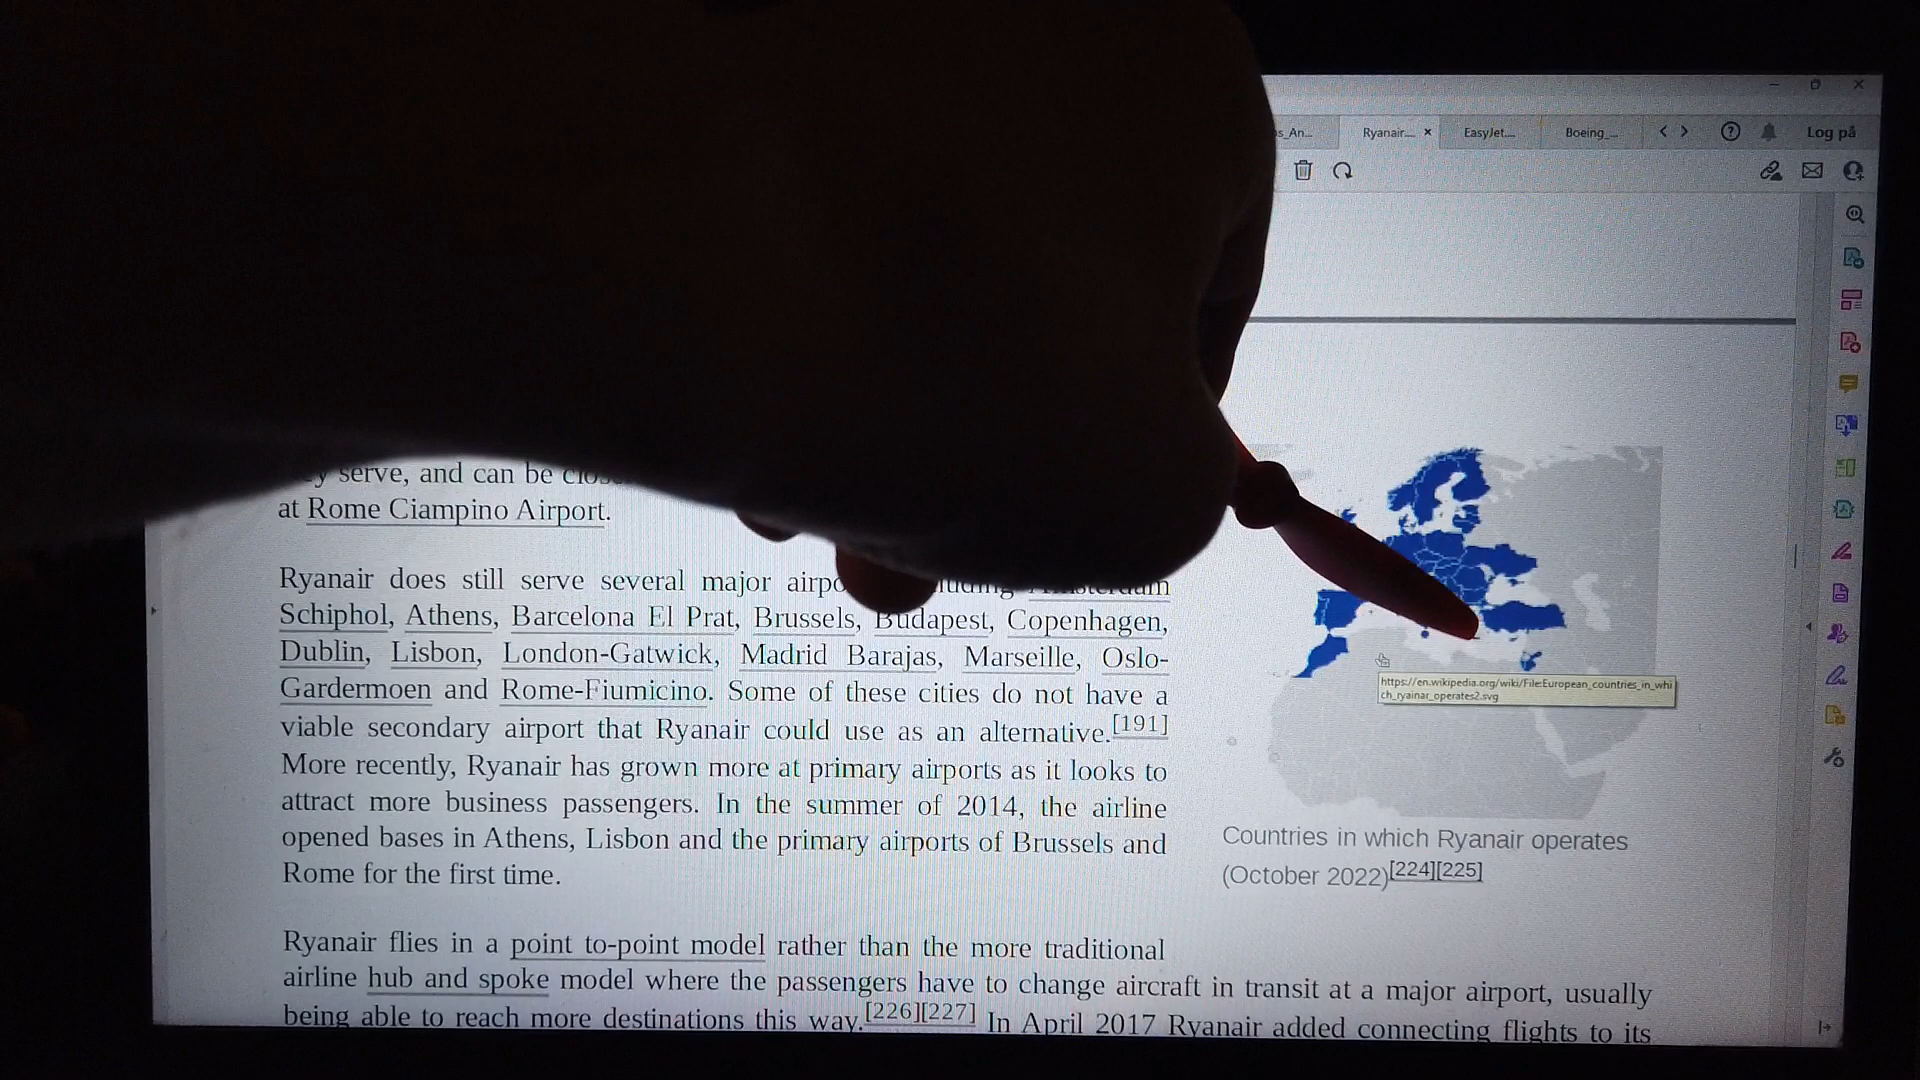 s_An...
Ryanair....
EasyJet....
Boeing_...
Log på
serve, and can be
at Rome Ciampino Airport.
Ryanair does still serve several major
Schiphol, Athens, Barcelona El Prat, Brussels, Budapest, Copenhagen,
Dublin, Lisbon, London-Gatwick, Madrid Barajas, Marseille, Oslo-
Gardermoen and Rome-Fiumicino. Some of these cities do not have a
viable secondary airport that Ryanair could use as an alternative.[191]
More recently, Ryanair has grown more at primary airports as it looks to
attract more business passengers. In the summer of 2014, the airline
opened bases in Athens, Lisbon and the primary airports of Brussels and
Rome for the first time.
https://en.wikipedia.org/wiki/File:European_countries_in_whi
ch_ryainar_operates2.svg
Countries in which Ryanair operates
(October 2022)[224][225]
Ryanair flies in a point to-point model rather than the more traditional
airline hub and spoke model where the passengers have to change aircraft in transit at a major airport, usually
being able to reach more destinations this way.[226][227] In April 2017 Ryanair added connecting flights to its